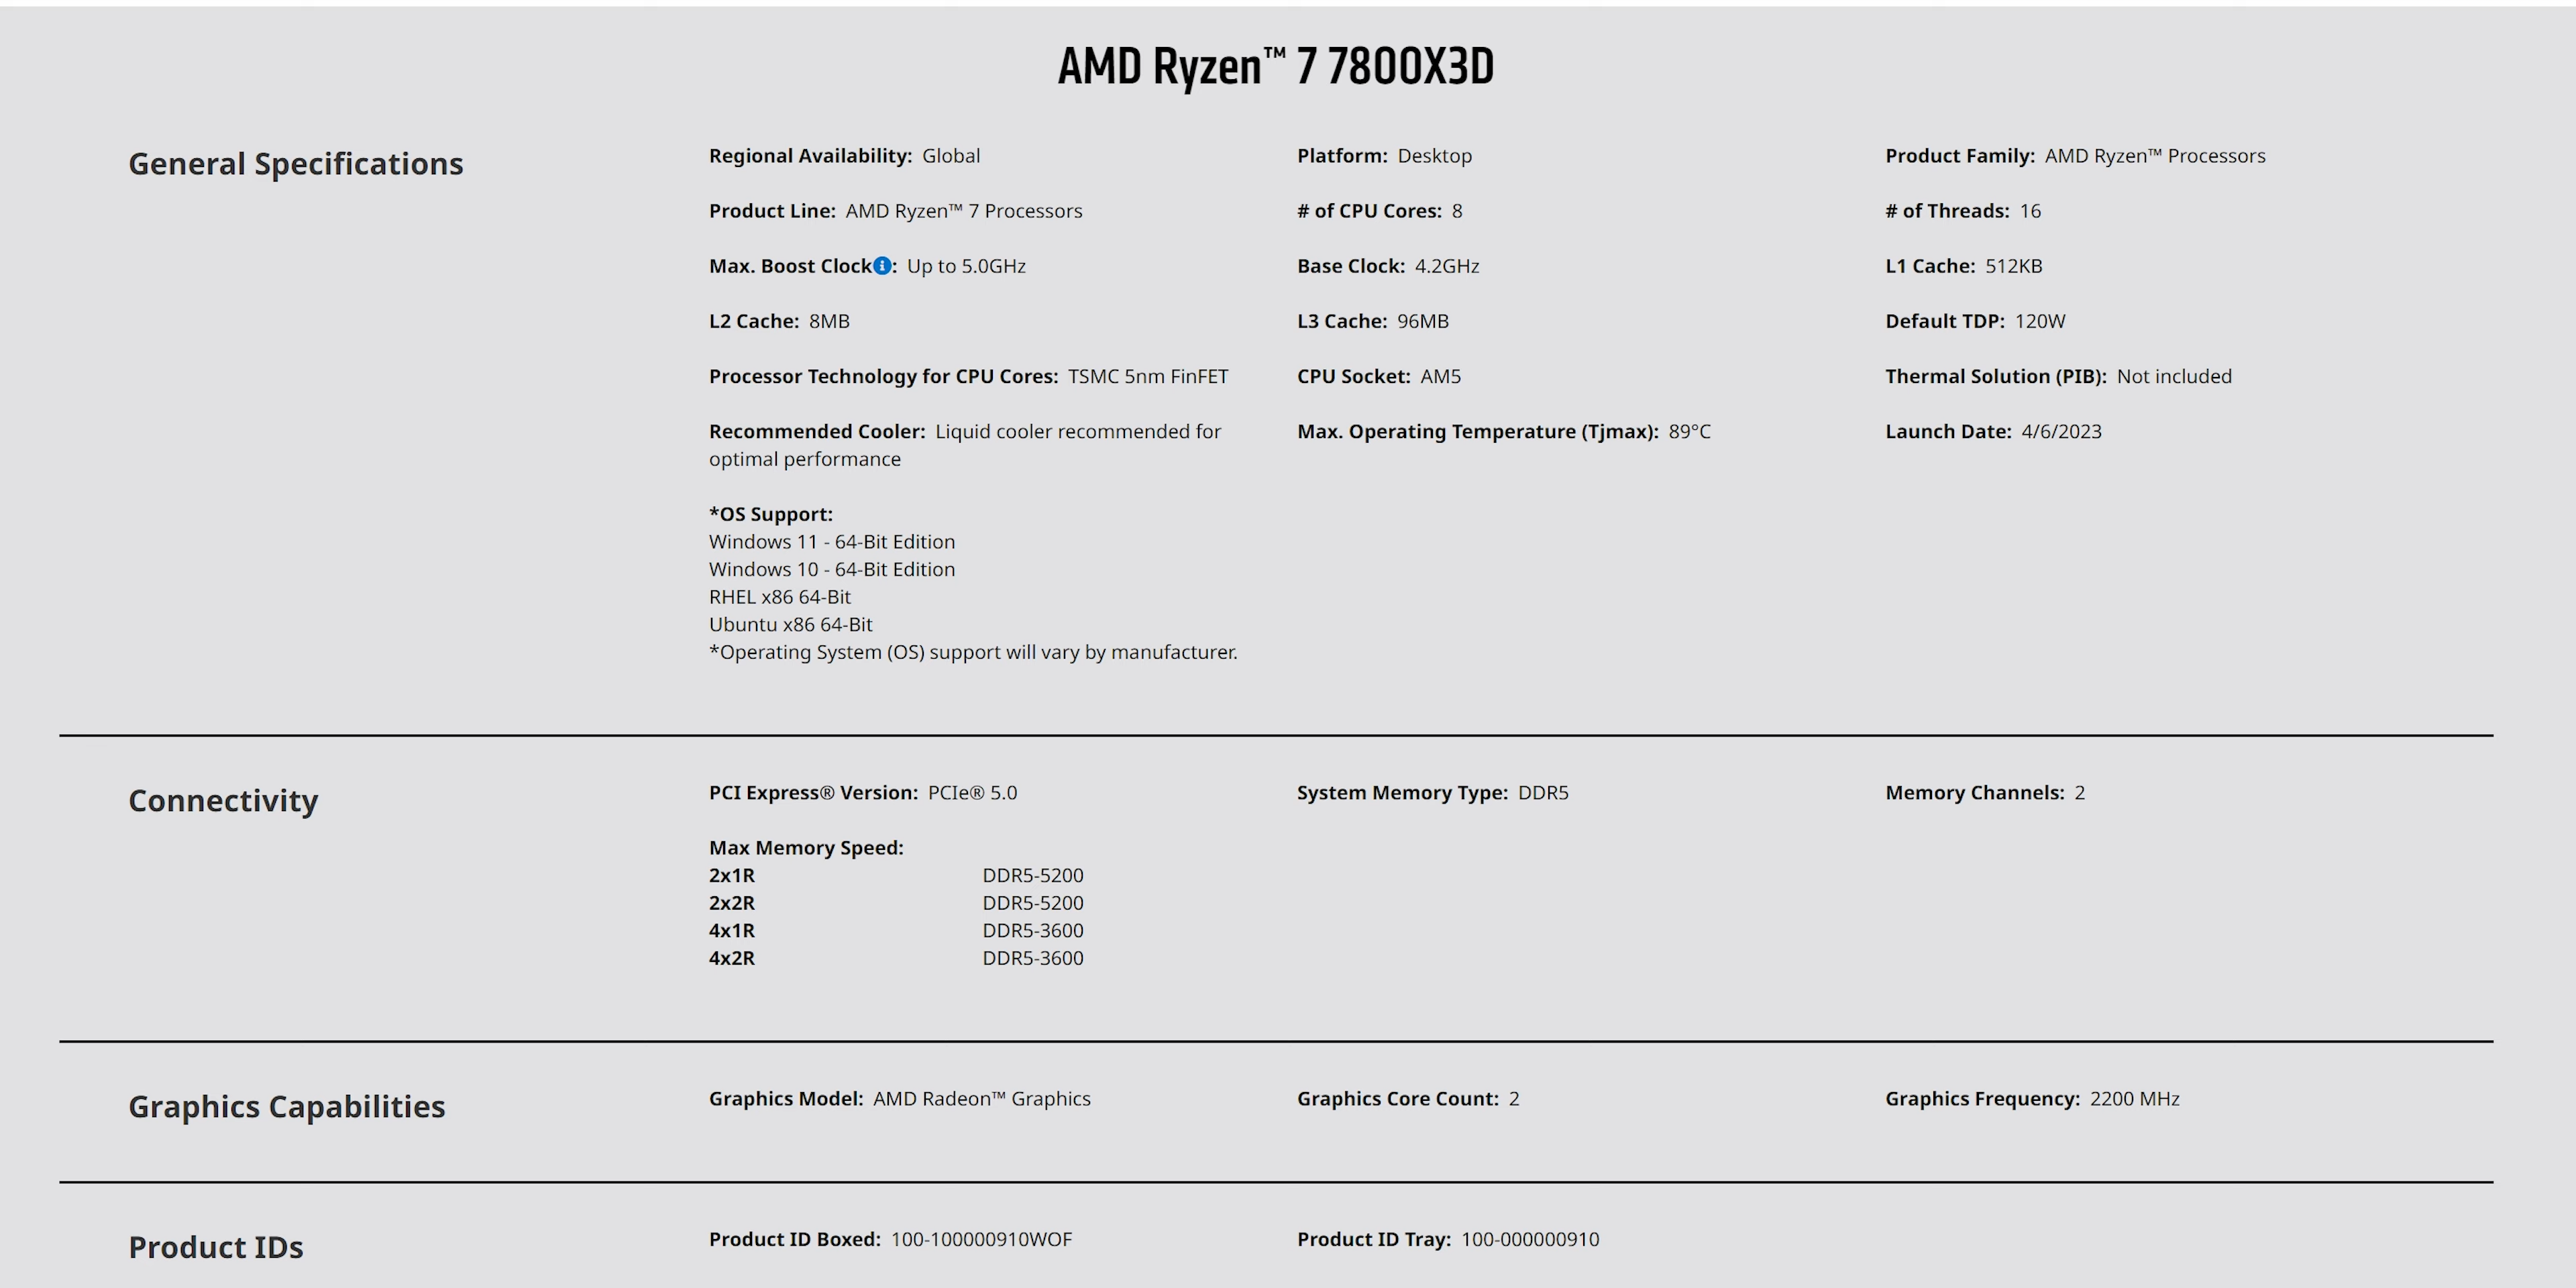 AMD Ryzen™ 7 7800X3D
General Specifications
Regional Availability: Global
Platform: Desktop
Product Family: AMD Ryzen™ Processors
Product Line: AMD Ryzen™ 7 Processors
# of CPU Cores: 8
# of Threads: 16
Max. Boost Clock: Up to 5.0GHz
Base Clock: 4.2GHz
L1 Cache: 512KB
L2 Cache: 8MB
L3 Cache: 96MB
Default TDP: 120W
Processor Technology for CPU Cores: TSMC 5nm FinFET
CPU Socket: AM5
Thermal Solution (PIB): Not included
Recommended Cooler: Liquid cooler recommended for
optimal performance
Max. Operating Temperature (Tjmax): 89°C
Launch Date: 4/6/2023
*OS Support:
Windows 11 - 64-Bit Edition
Windows 10 - 64-Bit Edition
RHEL x86 64-Bit
Ubuntu x86 64-Bit
*Operating System (OS) support will vary by manufacturer.
Connectivity
PCI Express® Version: PCIe® 5.0
System Memory Type: DDR5
Memory Channels: 2
Max Memory Speed:
2x1R DDR5-5200
2x2R DDR5-5200
4x1R DDR5-3600
4x2R DDR5-3600
Graphics Capabilities
Graphics Model: AMD Radeon™ Graphics
Graphics Core Count: 2
Graphics Frequency: 2200 MHz
Product IDs
Product ID Boxed: 100-100000910WOF
Product ID Tray: 100-000000910